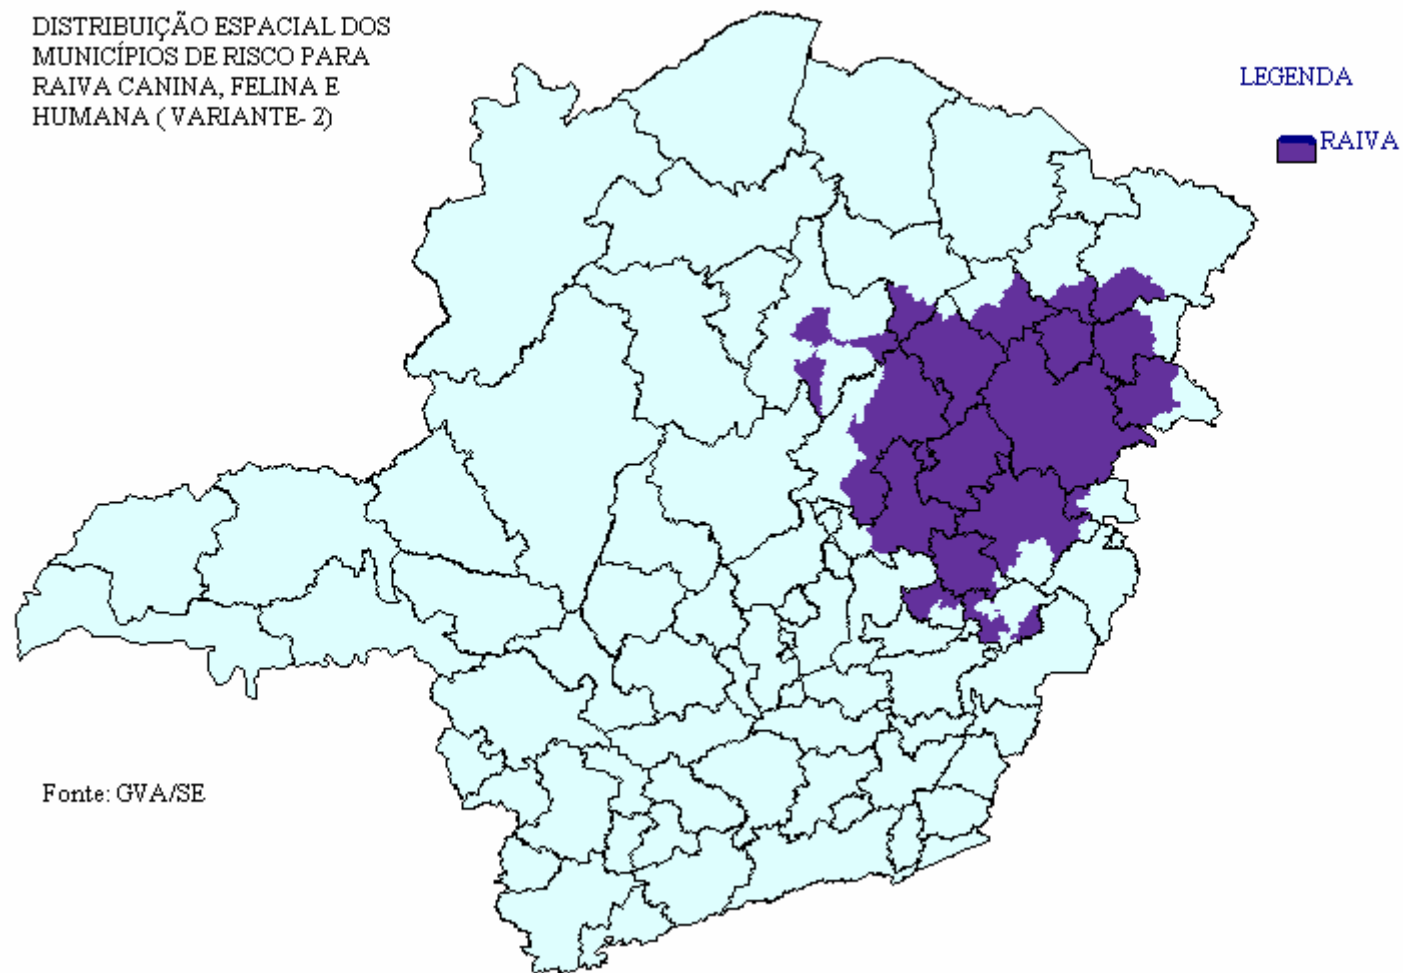 DISTRIBUIÇÃO ESPACIAL DOS
MUNICÍPIOS DE RISCO PARA
RAIVA CANINA, FELINA E
HUMANA ( VARIANTE- 2)
LEGENDA
RAIVA
Fonte: GVA/SE